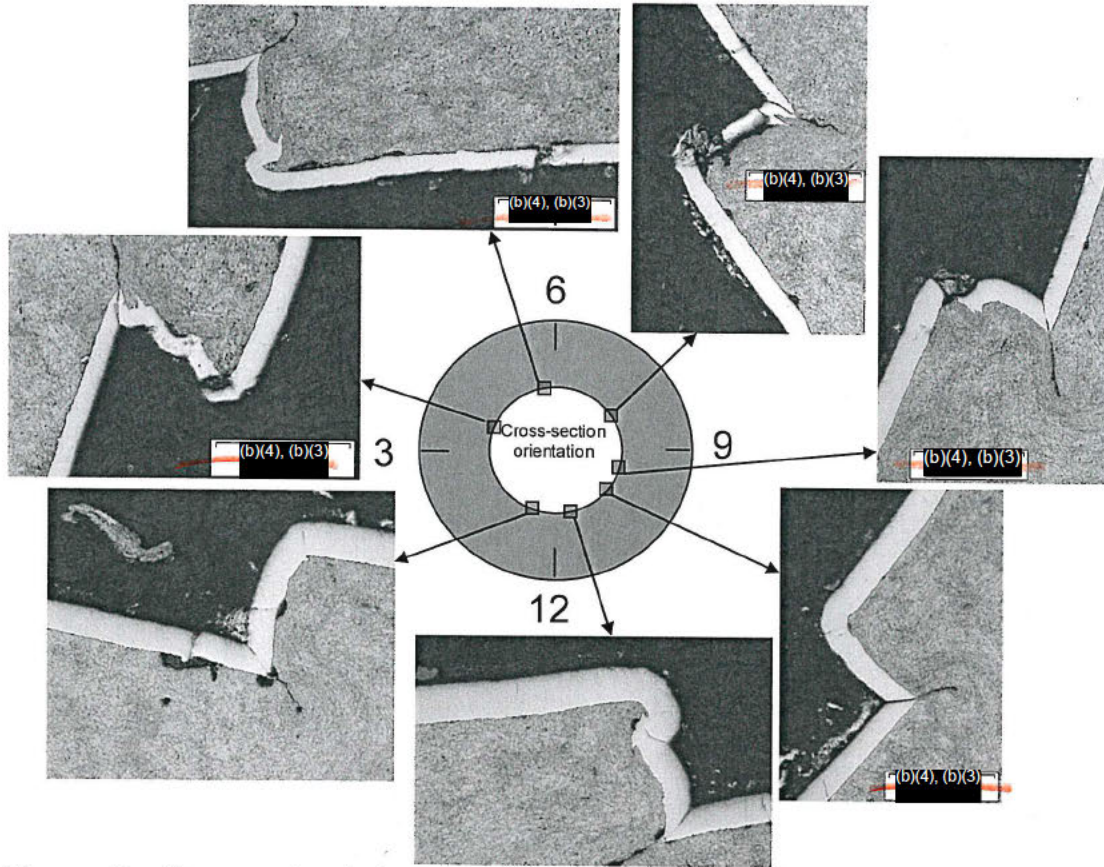 (b)(4), (b)(3)
(b)(4), (b)(3)
(b)(4), (b)(3)
(b)(4), (b)(3)
6
Cross-section
orientation
3
9
12
(b)(4), (b)(3)